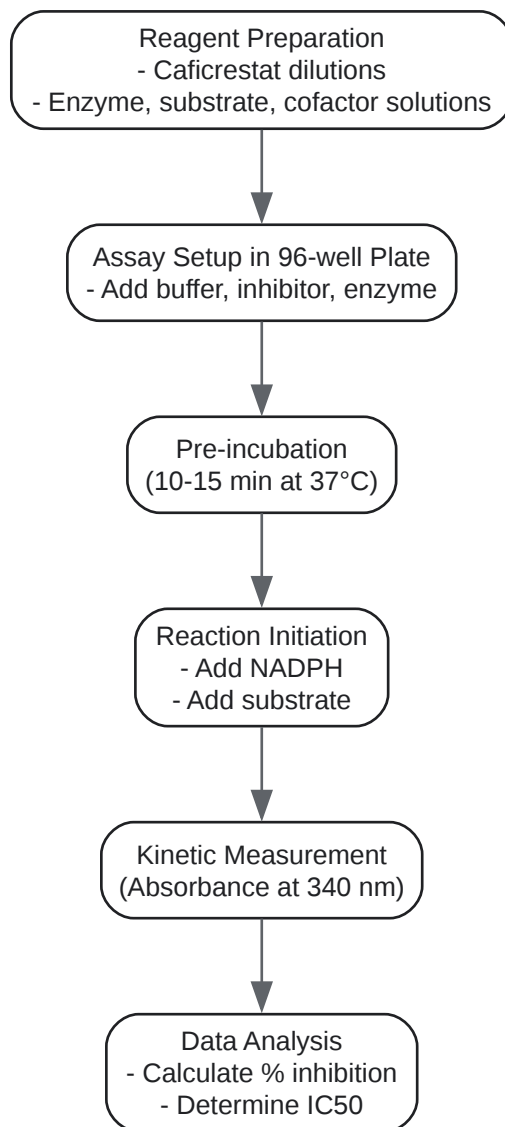 Reagent Preparation
- Caficrestat dilutions
- Enzyme, substrate, cofactor solutions
Assay Setup in 96-well Plate
- Add buffer, inhibitor, enzyme
Pre-incubation
(10-15 min at 37°C)
Reaction Initiation
- Add NADPH
- Add substrate
Kinetic Measurement
(Absorbance at 340 nm)
Data Analysis
- Calculate % inhibition
- Determine IC50